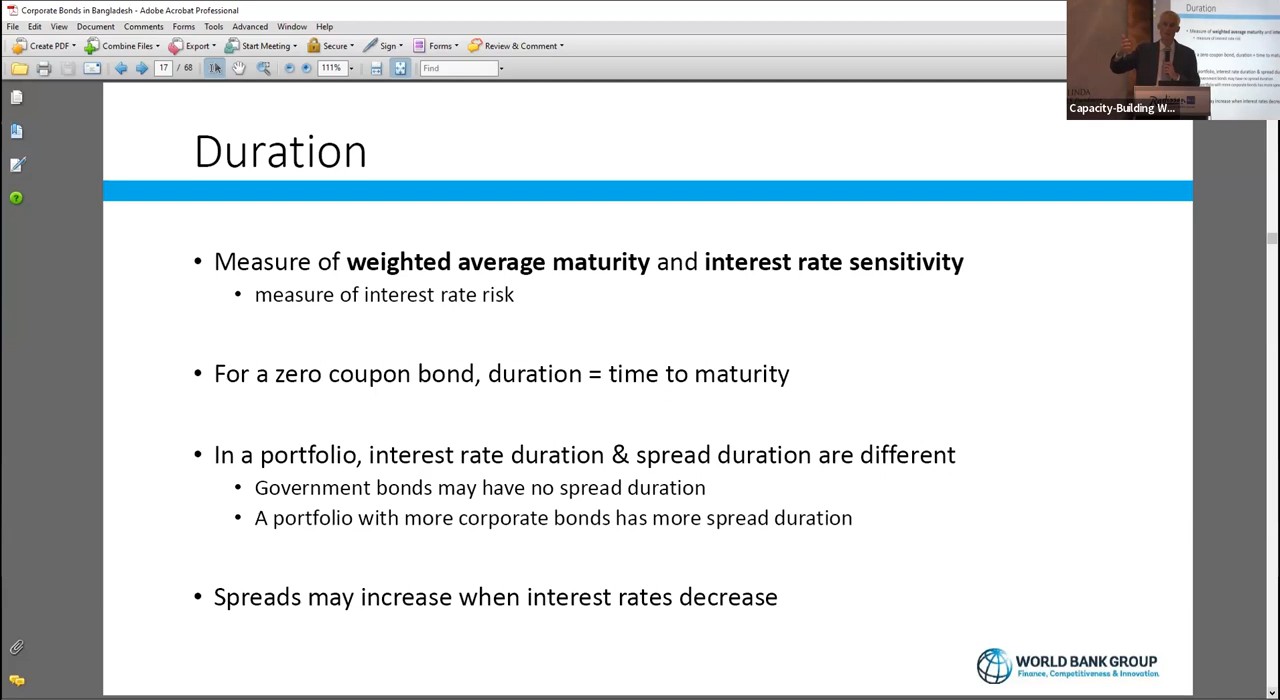 Corporate Bonds in Bangladesh - Adobe Acrobat Professional
File Edit View Document Comments Forms Tools Advanced Window Help
Create PDF Combine Files Export Start Meeting Secure Sign Forms Review & Comment
17 / 68 111% Find
Duration
Capacity-Building W...
Duration
• Measure of weighted average maturity and interest rate sensitivity
• measure of interest rate risk
• For a zero coupon bond, duration = time to maturity
• In a portfolio, interest rate duration & spread duration are different
• Government bonds may have no spread duration
• A portfolio with more corporate bonds has more spread duration
• Spreads may increase when interest rates decrease
WORLD BANK GROUP
Finance, Competitiveness & Innovation